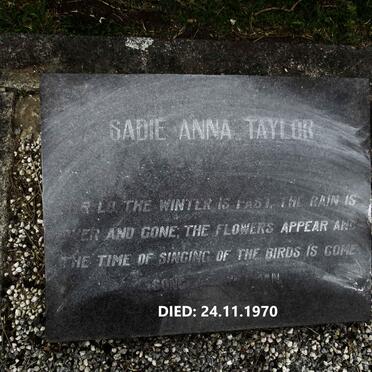 SADIE ANNA TAYLOR
LO, THE WINTER IS PAST, THE RAIN IS
OVER AND GONE; THE FLOWERS APPEAR AND
THE TIME OF SINGING OF THE BIRDS IS COME
SONG
DIED: 24.11.1970